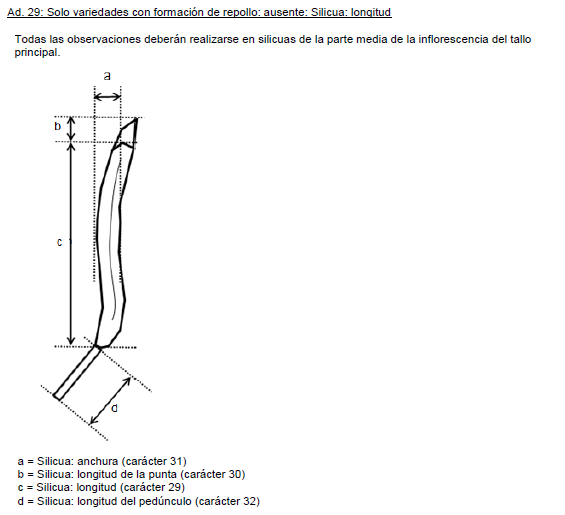 Ad. 29: Solo variedades con formación de repollo: ausente: Silicua: longitud
Todas las observaciones deberán realizarse en silicuas de la parte media de la inflorescencia del tallo
principal.
a
b
c
d
a = Silicua: anchura (carácter 31)
b = Silicua: longitud de la punta (carácter 30)
c = Silicua: longitud (carácter 29)
d = Silicua: longitud del pedúnculo (carácter 32)